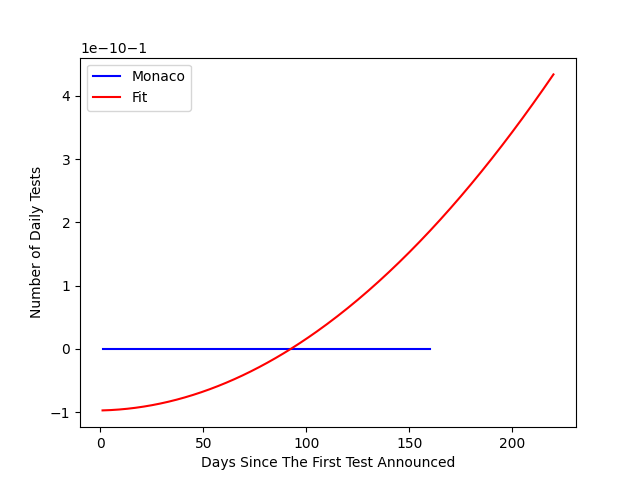 1e−10−1
Monaco
Fit
4
3
2
1
0
−1
0 50 100 150 200
Number of Daily Tests
Days Since The First Test Announced